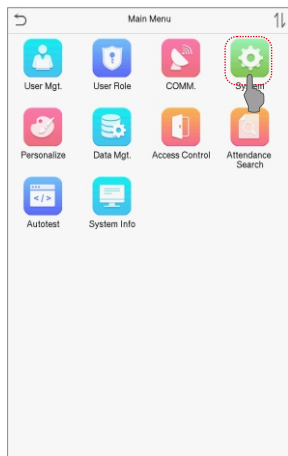 Main Menu
User Mgt.
User Role
COMM.
System
Personalize
Data Mgt.
Access Control
Attendance
Search
</>
Autotest
System Info